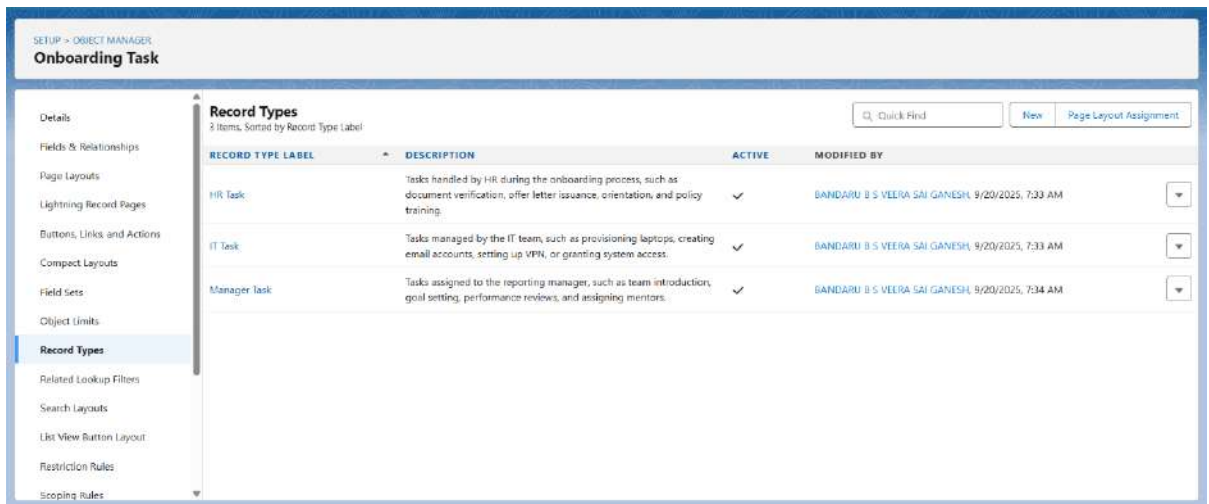 SETUP > OBJECT MANAGER
Onboarding Task
Details
Fields & Relationships
Page Layouts
Lightning Record Pages
Buttons, Links, and Actions
Compact Layouts
Field Sets
Object Limits
Record Types
Related Lookup Filters
Search Layouts
List View Button Layout
Restriction Rules
Scoping Rules
Record Types
3 Items, Sorted by Record Type Label
Quick Find
New
Page Layout Assignment
RECORD TYPE LABEL DESCRIPTION ACTIVE MODIFIED BY
HR Task
Tasks handled by HR during the onboarding process, such as
document verification, offer letter issuance, orientation, and policy
training.
BANDARU B S VEERA SAI GANESH, 9/20/2025, 7:33 AM
IT Task
Tasks managed by the IT team, such as provisioning laptops, creating
email accounts, setting up VPN, or granting system access.
BANDARU B S VEERA SAI GANESH, 9/20/2025, 7:33 AM
Manager Task
Tasks assigned to the reporting manager, such as team introduction,
goal setting, performance reviews, and assigning mentors.
BANDARU B S VEERA SAI GANESH, 9/20/2025, 7:34 AM